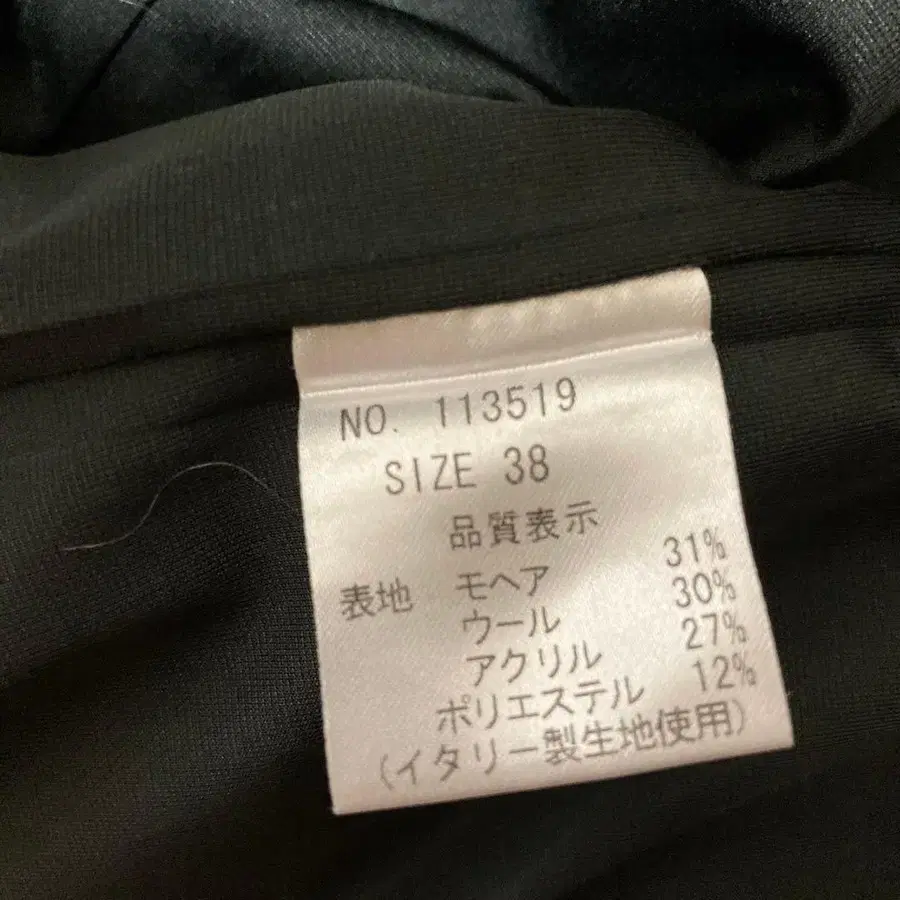 NO. 113519
SIZE 38
品質表示
表地 モヘア 31%
ウール 30%
アクリル 27%
ポリエステル 12%
(イタリー製生地使用)